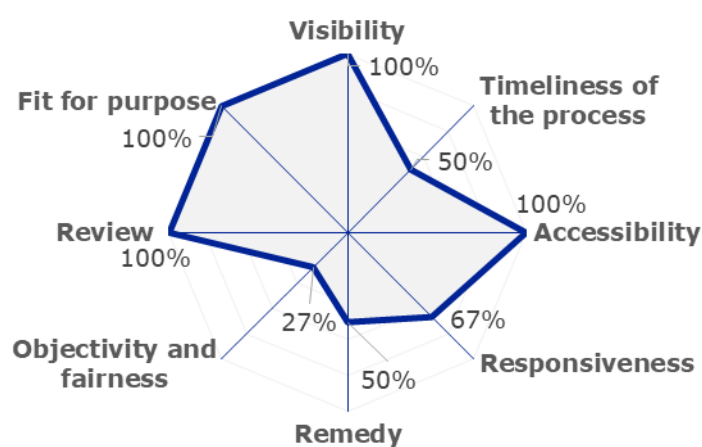 Visibility
100%
Timeliness of
the process
50%
100%
Accessibility
67%
Responsiveness
50%
Remedy
27%
Objectivity and
fairness
Review
100%
Fit for purpose
100%